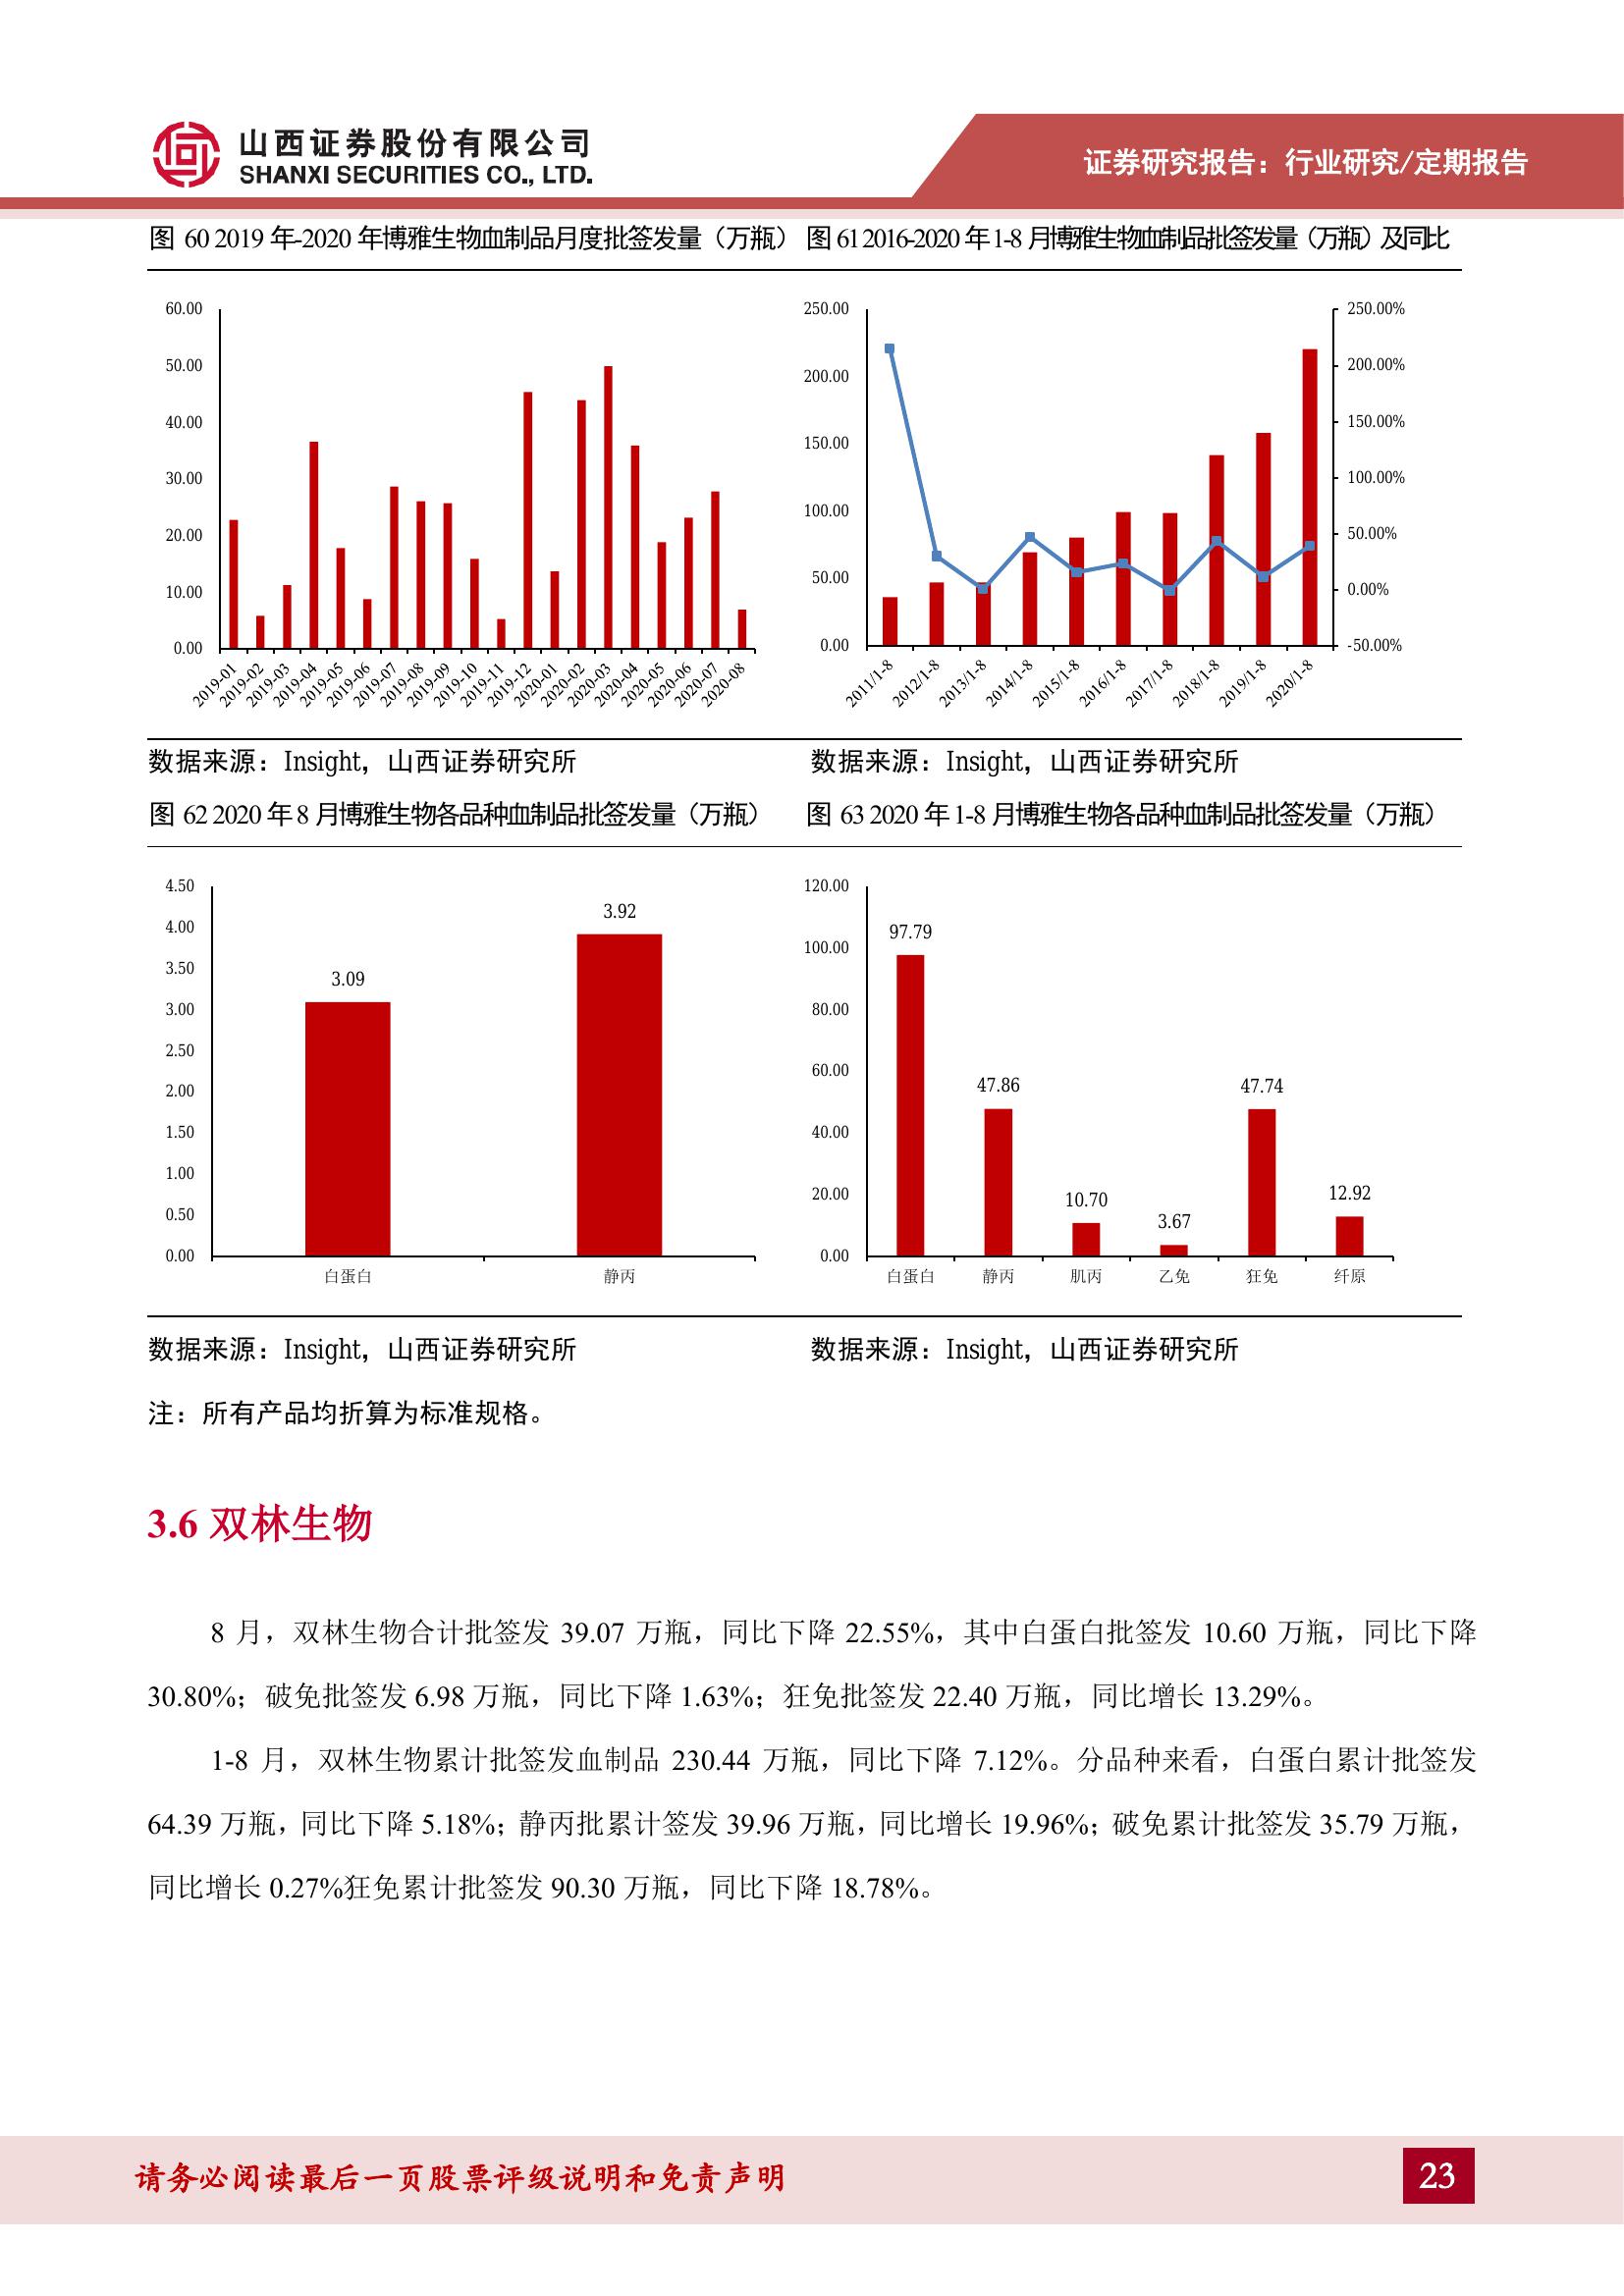 山西证券股份有限公司
SHANXI SECURITIES CO., LTD.
证券研究报告：行业研究/定期报告
图 60 2019 年-2020 年博雅生物血制品月度批签发量（万瓶）
图 61 2016-2020 年 1-8 月博雅生物血制品批签发量（万瓶）及同比
60.00
50.00
40.00
30.00
20.00
10.00
0.00
2019-01
2019-02
2019-03
2019-04
2019-05
2019-06
2019-07
2019-08
2019-09
2019-10
2019-11
2019-12
2020-01
2020-02
2020-03
2020-04
2020-05
2020-06
2020-07
2020-08
250.00
200.00
150.00
100.00
50.00
0.00
250.00%
200.00%
150.00%
100.00%
50.00%
0.00%
-50.00%
2011/1-8
2012/1-8
2013/1-8
2014/1-8
2015/1-8
2016/1-8
2017/1-8
2018/1-8
2019/1-8
2020/1-8
数据来源：Insight，山西证券研究所
数据来源：Insight，山西证券研究所
图 62 2020 年 8 月博雅生物各品种血制品批签发量（万瓶）
图 63 2020 年 1-8 月博雅生物各品种血制品批签发量（万瓶）
4.50
4.00
3.50
3.00
2.50
2.00
1.50
1.00
0.50
0.00
3.09
3.92
白蛋白
静丙
120.00
100.00
80.00
60.00
40.00
20.00
0.00
97.79
47.86
10.70
3.67
47.74
12.92
白蛋白
静丙
肌丙
乙免
狂免
纤原
数据来源：Insight，山西证券研究所
数据来源：Insight，山西证券研究所
注：所有产品均折算为标准规格。
3.6 双林生物
8 月，双林生物合计批签发 39.07 万瓶，同比下降 22.55%，其中白蛋白批签发 10.60 万瓶，同比下降
30.80%；破免批签发 6.98 万瓶，同比下降 1.63%；狂免批签发 22.40 万瓶，同比增长 13.29%。
1-8 月，双林生物累计批签发血制品 230.44 万瓶，同比下降 7.12%。分品种来看，白蛋白累计批签发
64.39 万瓶，同比下降 5.18%；静丙批累计签发 39.96 万瓶，同比增长 19.96%；破免累计批签发 35.79 万瓶，
同比增长 0.27%狂免累计批签发 90.30 万瓶，同比下降 18.78%。
请务必阅读最后一页股票评级说明和免责声明
23